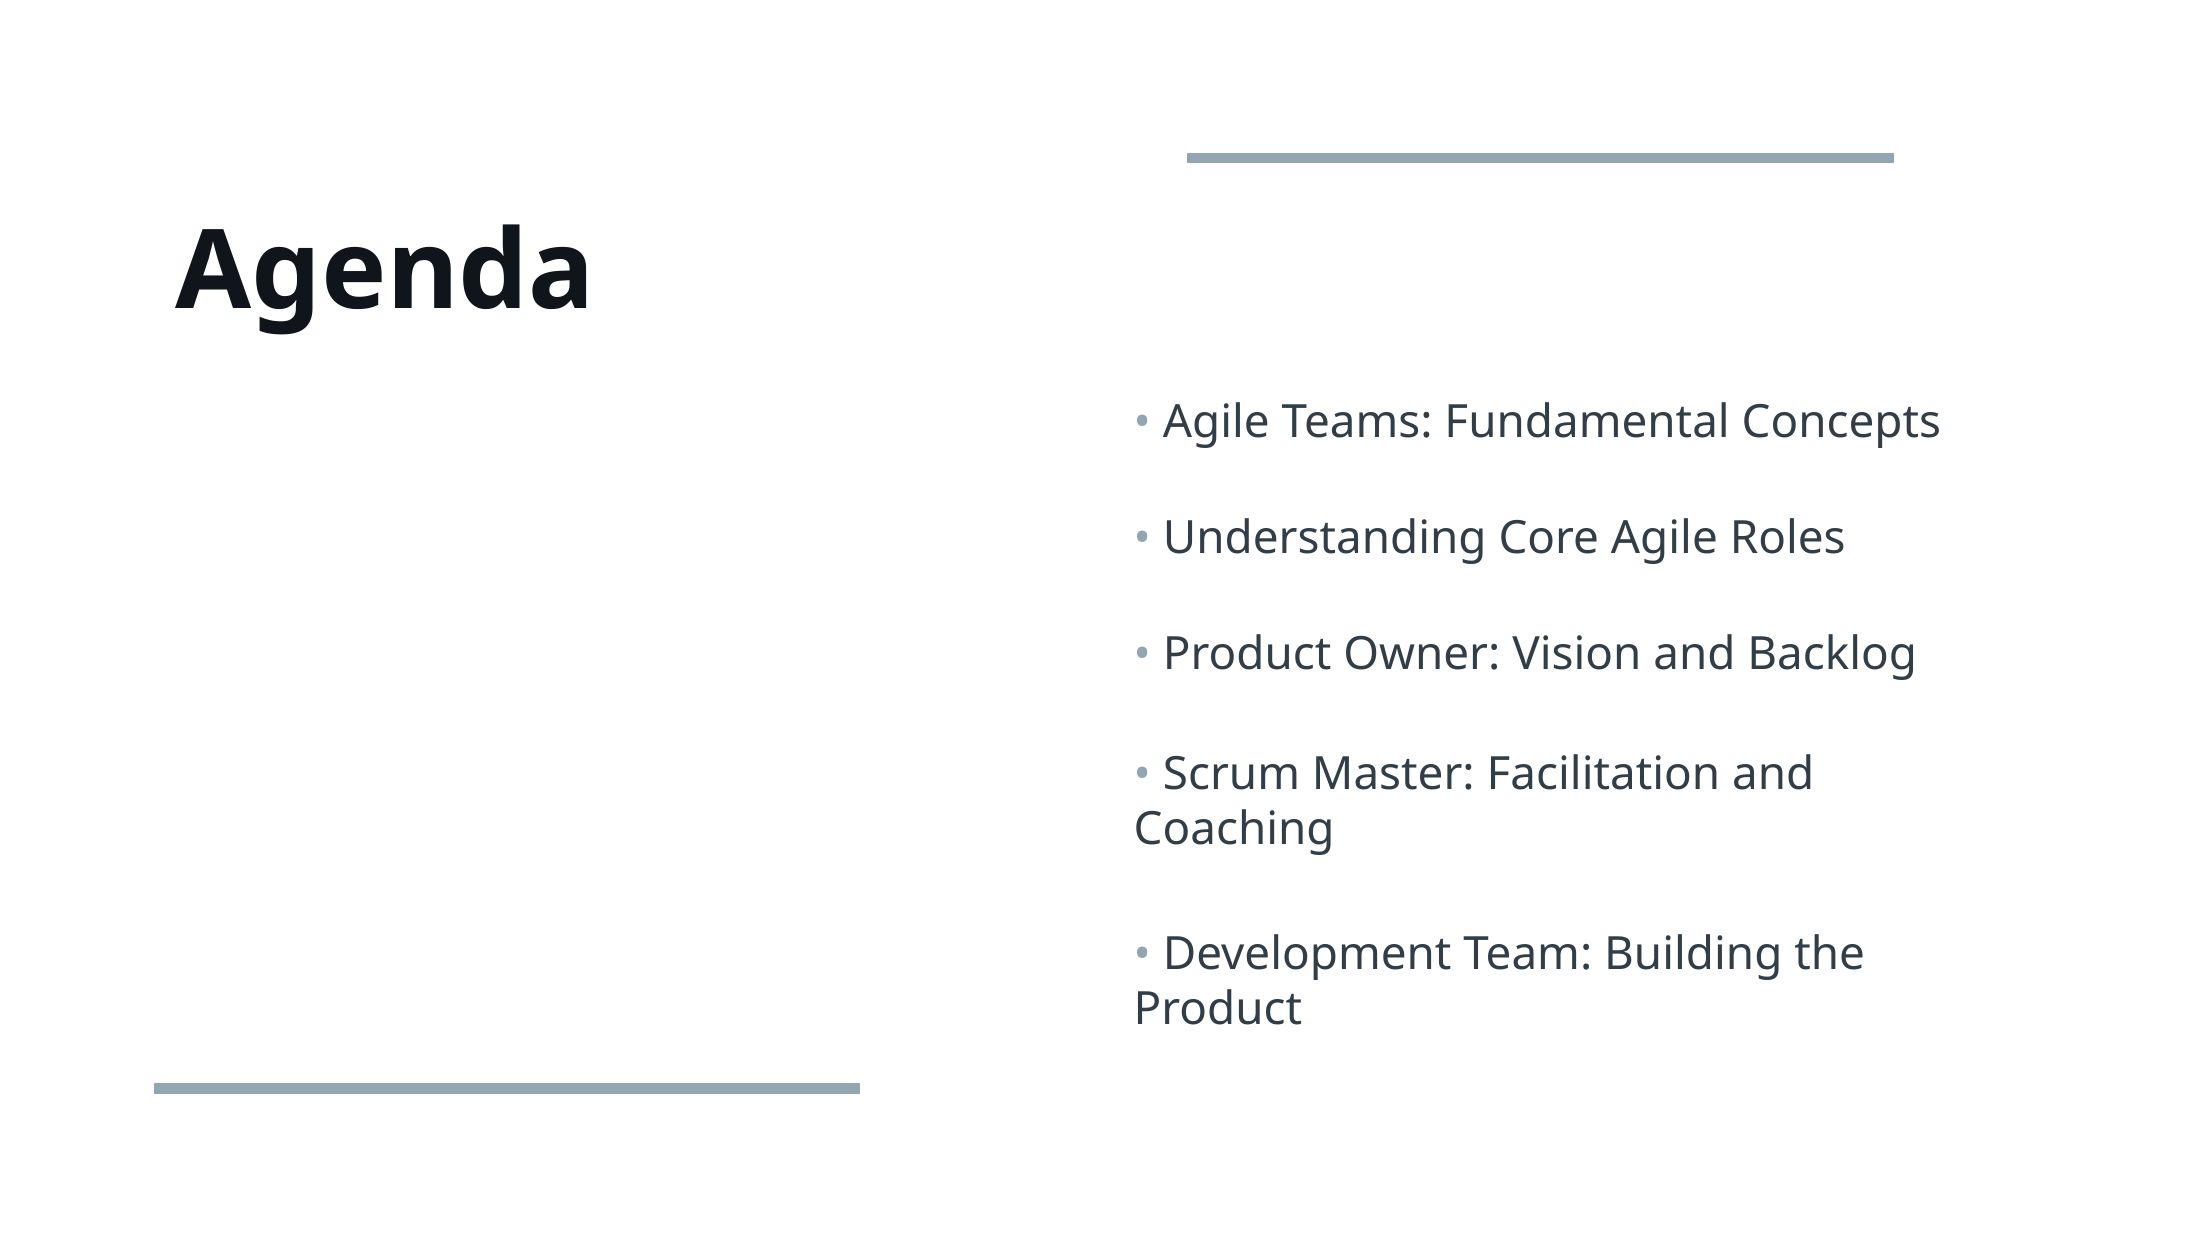 Agenda
• Agile Teams: Fundamental Concepts
• Understanding Core Agile Roles
• Product Owner: Vision and Backlog
• Scrum Master: Facilitation and
Coaching
• Development Team: Building the
Product